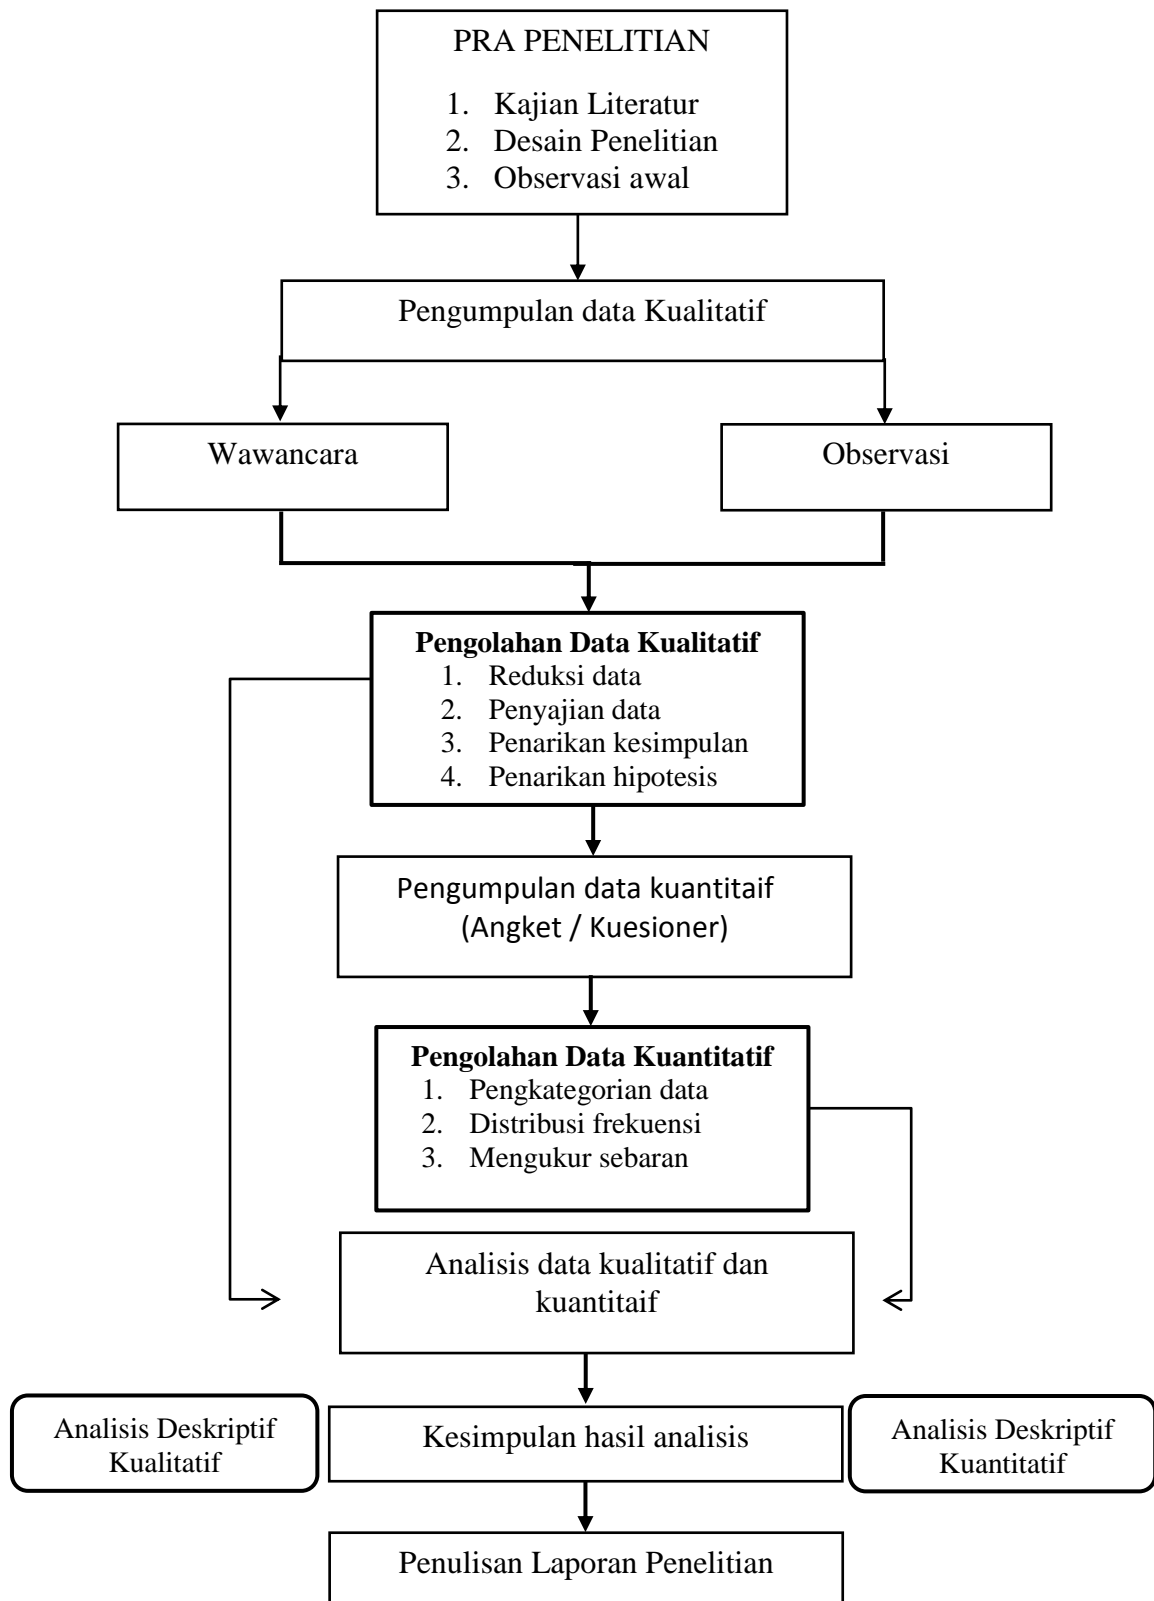 PRA PENELITIAN
1. Kajian Literatur
2. Desain Penelitian
3. Observasi awal
Pengumpulan data Kualitatif
Wawancara
Observasi
Pengolahan Data Kualitatif
1. Reduksi data
2. Penyajian data
3. Penarikan kesimpulan
4. Penarikan hipotesis
Pengumpulan data kuantitaif
(Angket / Kuesioner)
Pengolahan Data Kuantitatif
1. Pengkategorian data
2. Distribusi frekuensi
3. Mengukur sebaran
Analisis data kualitatif dan
kuantitaif
Analisis Deskriptif
Kualitatif
Kesimpulan hasil analisis
Analisis Deskriptif
Kuantitatif
Penulisan Laporan Penelitian